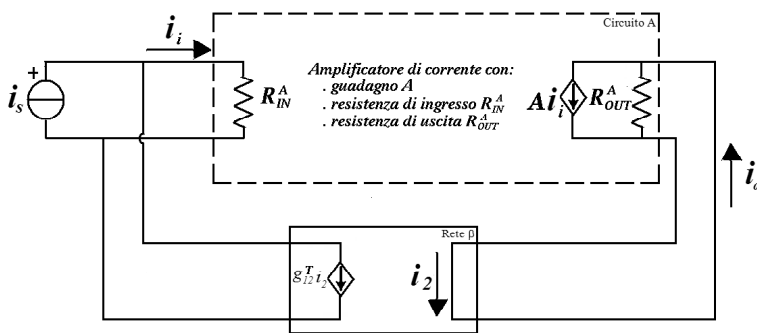 Circuito A
i_i
+
i_s
R_IN^A
Amplificatore di corrente con:
. guadagno A
. resistenza di ingresso R_IN^A
. resistenza di uscita R_OUT^A
Ai_i
R_OUT^A
Rete β
g_12^T i_2
i_2